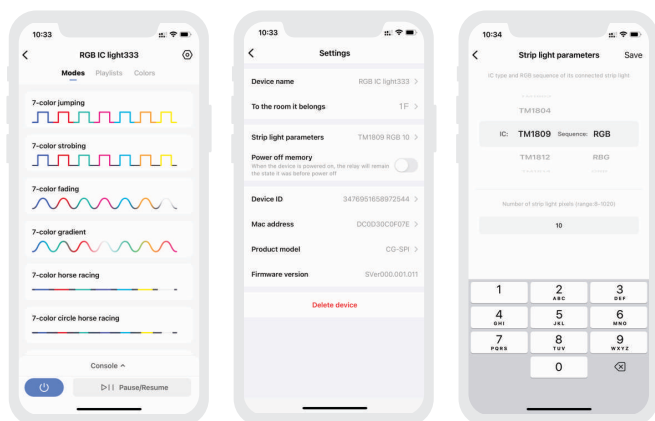 10:33
RGB IC light333
Modes Playlists Colors
7-color jumping
7-color strobing
7-color fading
7-color gradient
7-color horse racing
7-color circle horse racing
Console
Pause/Resume
10:33
Settings
Device name RGB IC light333
To the room it belongs 1F
Strip light parameters TM1809 RGB 10
Power off memory
When the device is powered on, the relay will remain
the state it was before power off
Device ID 3476951658972544
Mac address DC0D30C0F07E
Product model CG-SPI
Firmware version SVer000.001.011
Delete device
10:34
Strip light parameters Save
IC type and RGB sequence of its connected strip light
TM1804
IC: TM1809 Sequence: RGB
TM1812 RBG
Number of strip light pixels (range:8-1020)
10
1 2 3
ABC DEF
4 5 6
GHI JKL MNO
7 8 9
PQRS TUV WXYZ
0